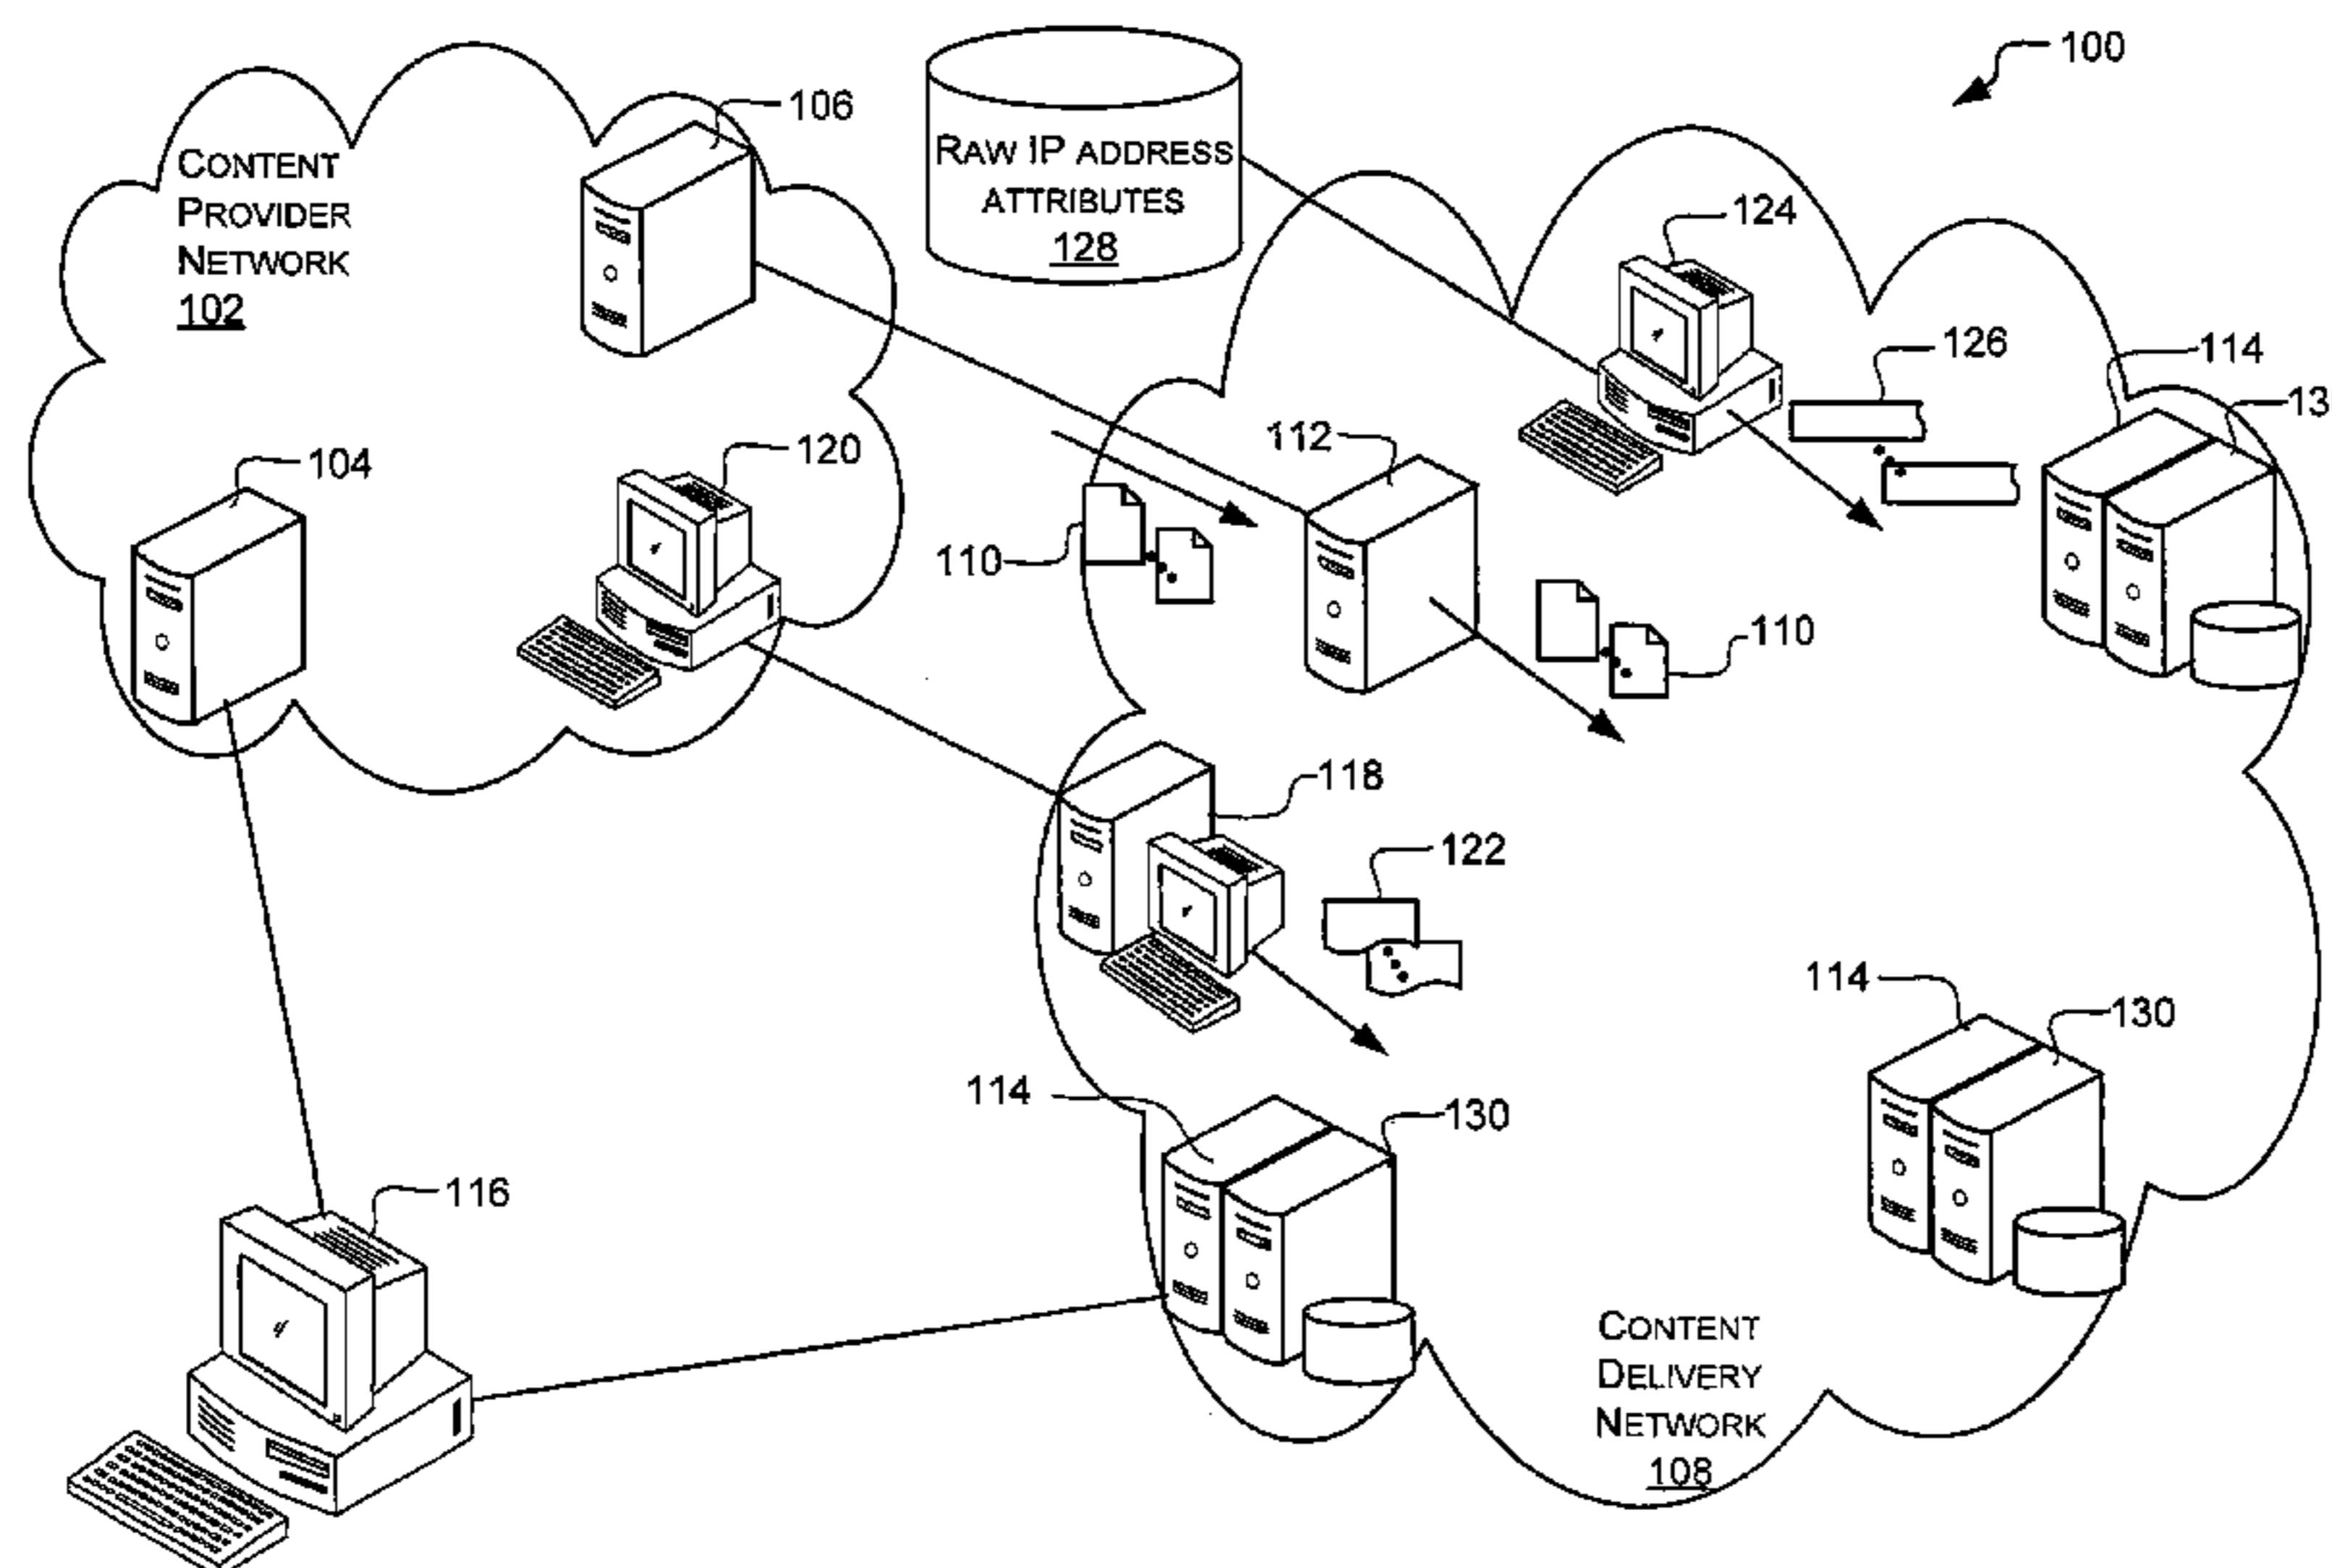 100
106
CONTENT
PROVIDER
NETWORK
102
RAW IP ADDRESS
ATTRIBUTES
128
124
126
114
13
112
120
104
110
110
118
122
114
130
114
130
116
CONTENT
DELIVERY
NETWORK
108